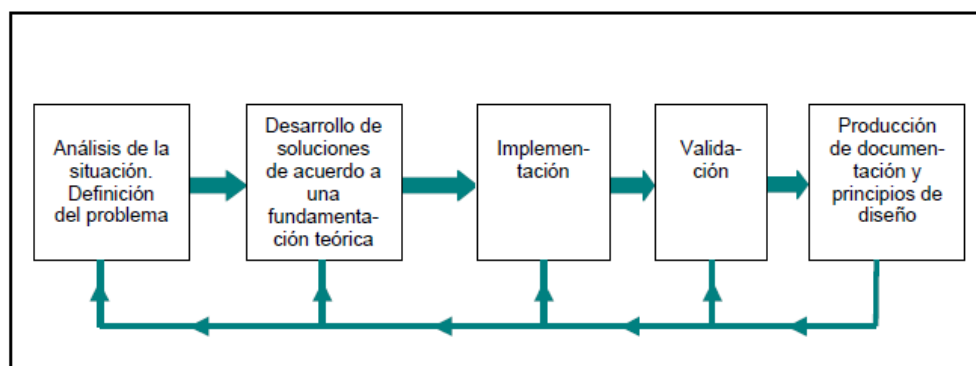 Análisis de la
situación.
Definición
del problema
Desarrollo de
soluciones
de acuerdo a
una
fundamenta-
ción teórica
Implemen-
tación
Valida-
ción
Producción
de documen-
tación y
principios de
diseño